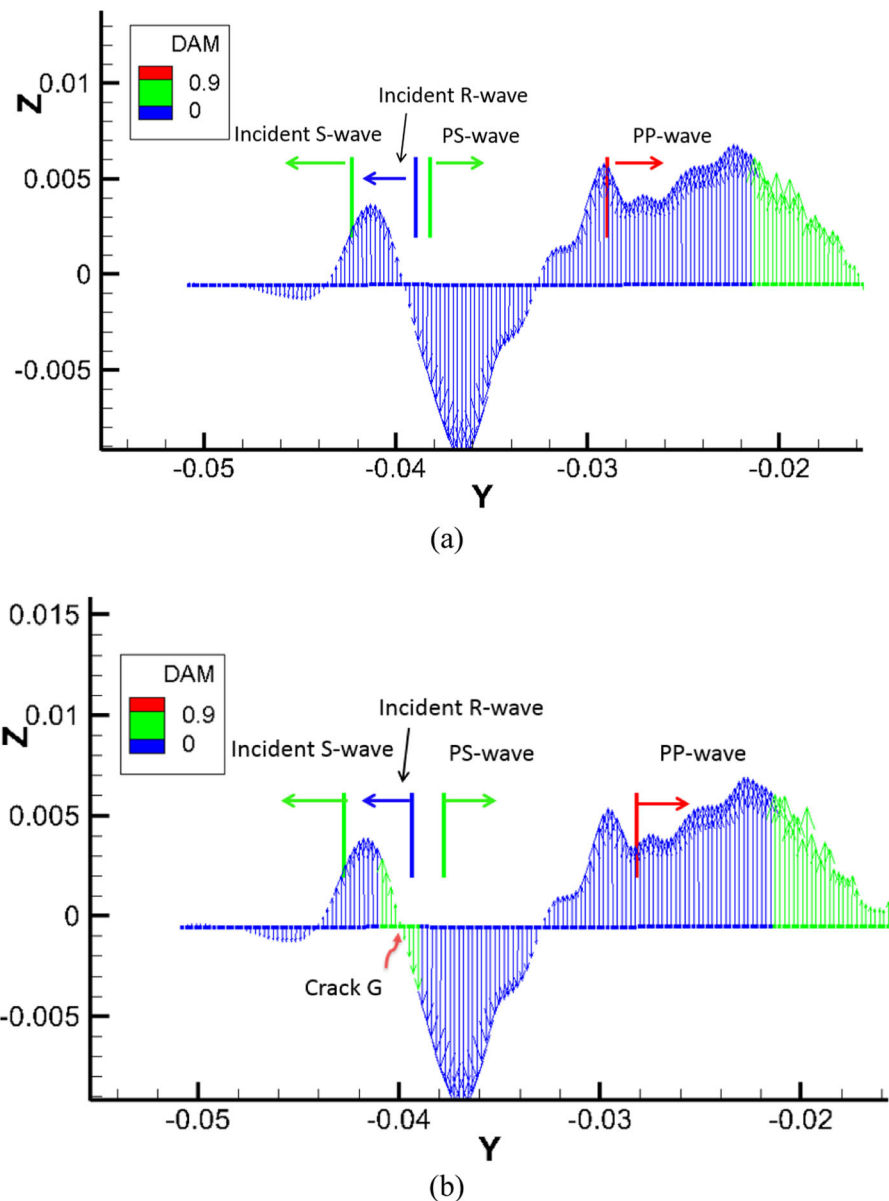 DAM
0.9
0
Z
0.01
0.005
0
-0.005
Incident R-wave
Incident S-wave
PS-wave
PP-wave
-0.05
-0.04
-0.03
-0.02
Y
(a)
0.015
DAM
0.9
0
Z
0.01
0.005
0
-0.005
Incident R-wave
Incident S-wave
PS-wave
PP-wave
Crack G
-0.05
-0.04
-0.03
-0.02
Y
(b)